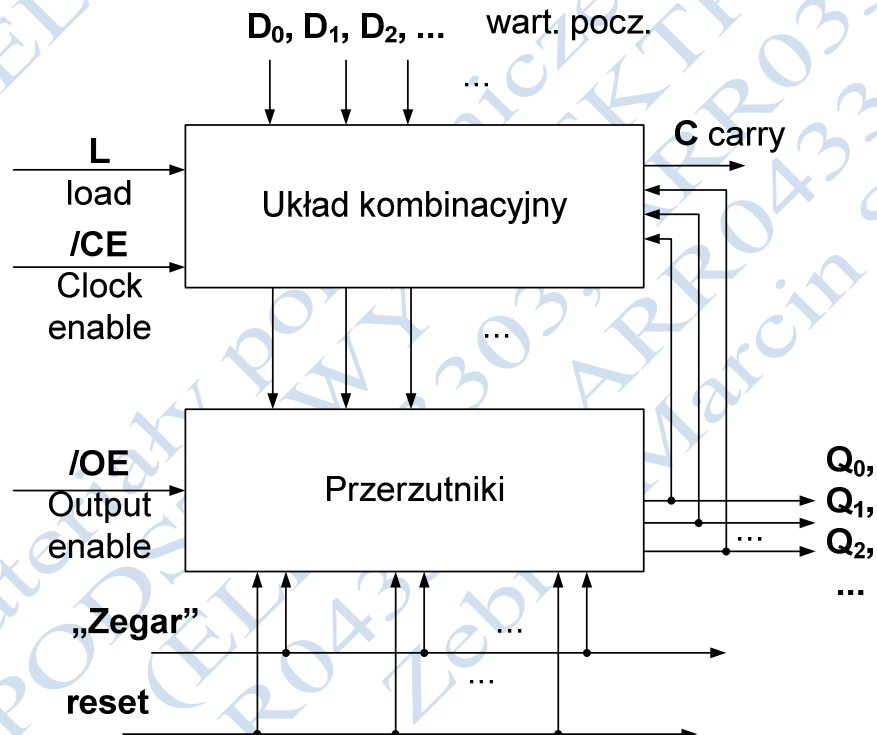 D₀, D₁, D₂, ... wart. pocz.
...
L
load
C carry
Układ kombinacyjny
/CE
Clock
enable
...
/OE
Output
enable
Przerzutniki
Q₀,
Q₁,
Q₂,
...
...
„Zegar”
...
...
reset